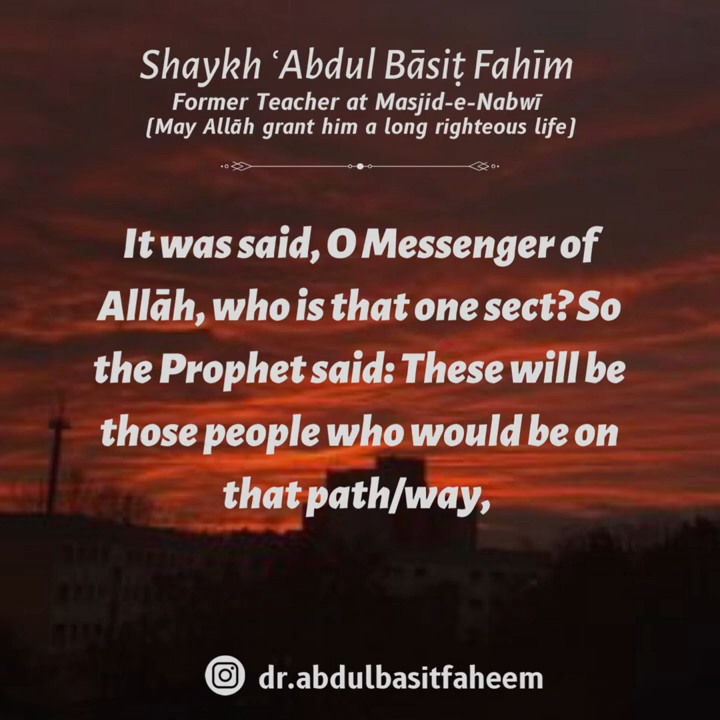 Shaykh ʿAbdul Bāsiṭ Fahīm
Former Teacher at Masjid-e-Nabwī
(May Allāh grant him a long righteous life)
It was said, O Messenger of
Allāh, who is that one sect? So
the Prophet said: These will be
those people who would be on
that path/way,
dr.abdulbasitfaheem